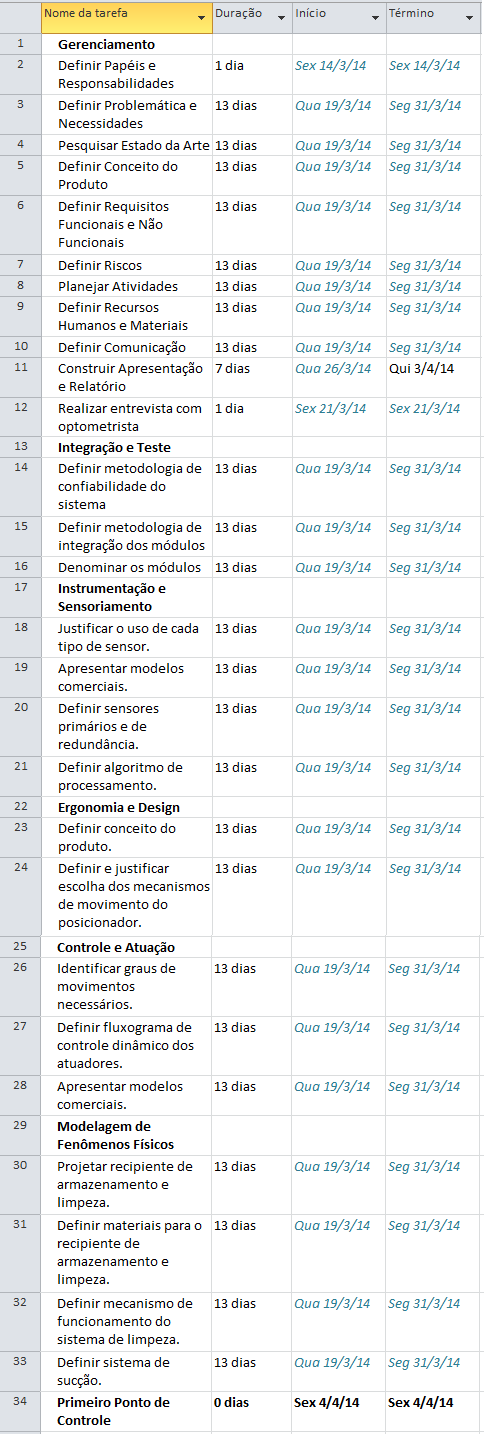 Nome da tarefa Duração Início Término
1 Gerenciamento
2 Definir Papéis e 1 dia Sex 14/3/14 Sex 14/3/14
Responsabilidades
3 Definir Problemática e 13 dias Qua 19/3/14 Seg 31/3/14
Necessidades
4 Pesquisar Estado da Arte 13 dias Qua 19/3/14 Seg 31/3/14
5 Definir Conceito do 13 dias Qua 19/3/14 Seg 31/3/14
Produto
6 Definir Requisitos 13 dias Qua 19/3/14 Seg 31/3/14
Funcionais e Não
Funcionais
7 Definir Riscos 13 dias Qua 19/3/14 Seg 31/3/14
8 Planejar Atividades 13 dias Qua 19/3/14 Seg 31/3/14
9 Definir Recursos 13 dias Qua 19/3/14 Seg 31/3/14
Humanos e Materiais
10 Definir Comunicação 13 dias Qua 19/3/14 Seg 31/3/14
11 Construir Apresentação 7 dias Qua 26/3/14 Qui 3/4/14
e Relatório
12 Realizar entrevista com 1 dia Sex 21/3/14 Sex 21/3/14
optometrista
13 Integração e Teste
14 Definir metodologia de 13 dias Qua 19/3/14 Seg 31/3/14
confiabilidade do
sistema
15 Definir metodologia de 13 dias Qua 19/3/14 Seg 31/3/14
integração dos módulos
16 Denominar os módulos 13 dias Qua 19/3/14 Seg 31/3/14
17 Instrumentação e
Sensoriamento
18 Justificar o uso de cada 13 dias Qua 19/3/14 Seg 31/3/14
tipo de sensor.
19 Apresentar modelos 13 dias Qua 19/3/14 Seg 31/3/14
comerciais.
20 Definir sensores 13 dias Qua 19/3/14 Seg 31/3/14
primários e de
redundância.
21 Definir algoritmo de 13 dias Qua 19/3/14 Seg 31/3/14
processamento.
22 Ergonomia e Design
23 Definir conceito do 13 dias Qua 19/3/14 Seg 31/3/14
produto.
24 Definir e justificar 13 dias Qua 19/3/14 Seg 31/3/14
escolha dos mecanismos
de movimento do
posicionador.
25 Controle e Atuação
26 Identificar graus de 13 dias Qua 19/3/14 Seg 31/3/14
movimentos
necessários.
27 Definir fluxograma de 13 dias Qua 19/3/14 Seg 31/3/14
controle dinâmico dos
atuadores.
28 Apresentar modelos 13 dias Qua 19/3/14 Seg 31/3/14
comerciais.
29 Modelagem de
Fenômenos Físicos
30 Projetar recipiente de 13 dias Qua 19/3/14 Seg 31/3/14
armazenamento e
limpeza.
31 Definir materiais para o 13 dias Qua 19/3/14 Seg 31/3/14
recipiente de
armazenamento e
limpeza.
32 Definir mecanismo de 13 dias Qua 19/3/14 Seg 31/3/14
funcionamento do
sistema de limpeza.
33 Definir sistema de 13 dias Qua 19/3/14 Seg 31/3/14
sucção.
34 Primeiro Ponto de 0 dias Sex 4/4/14 Sex 4/4/14
Controle